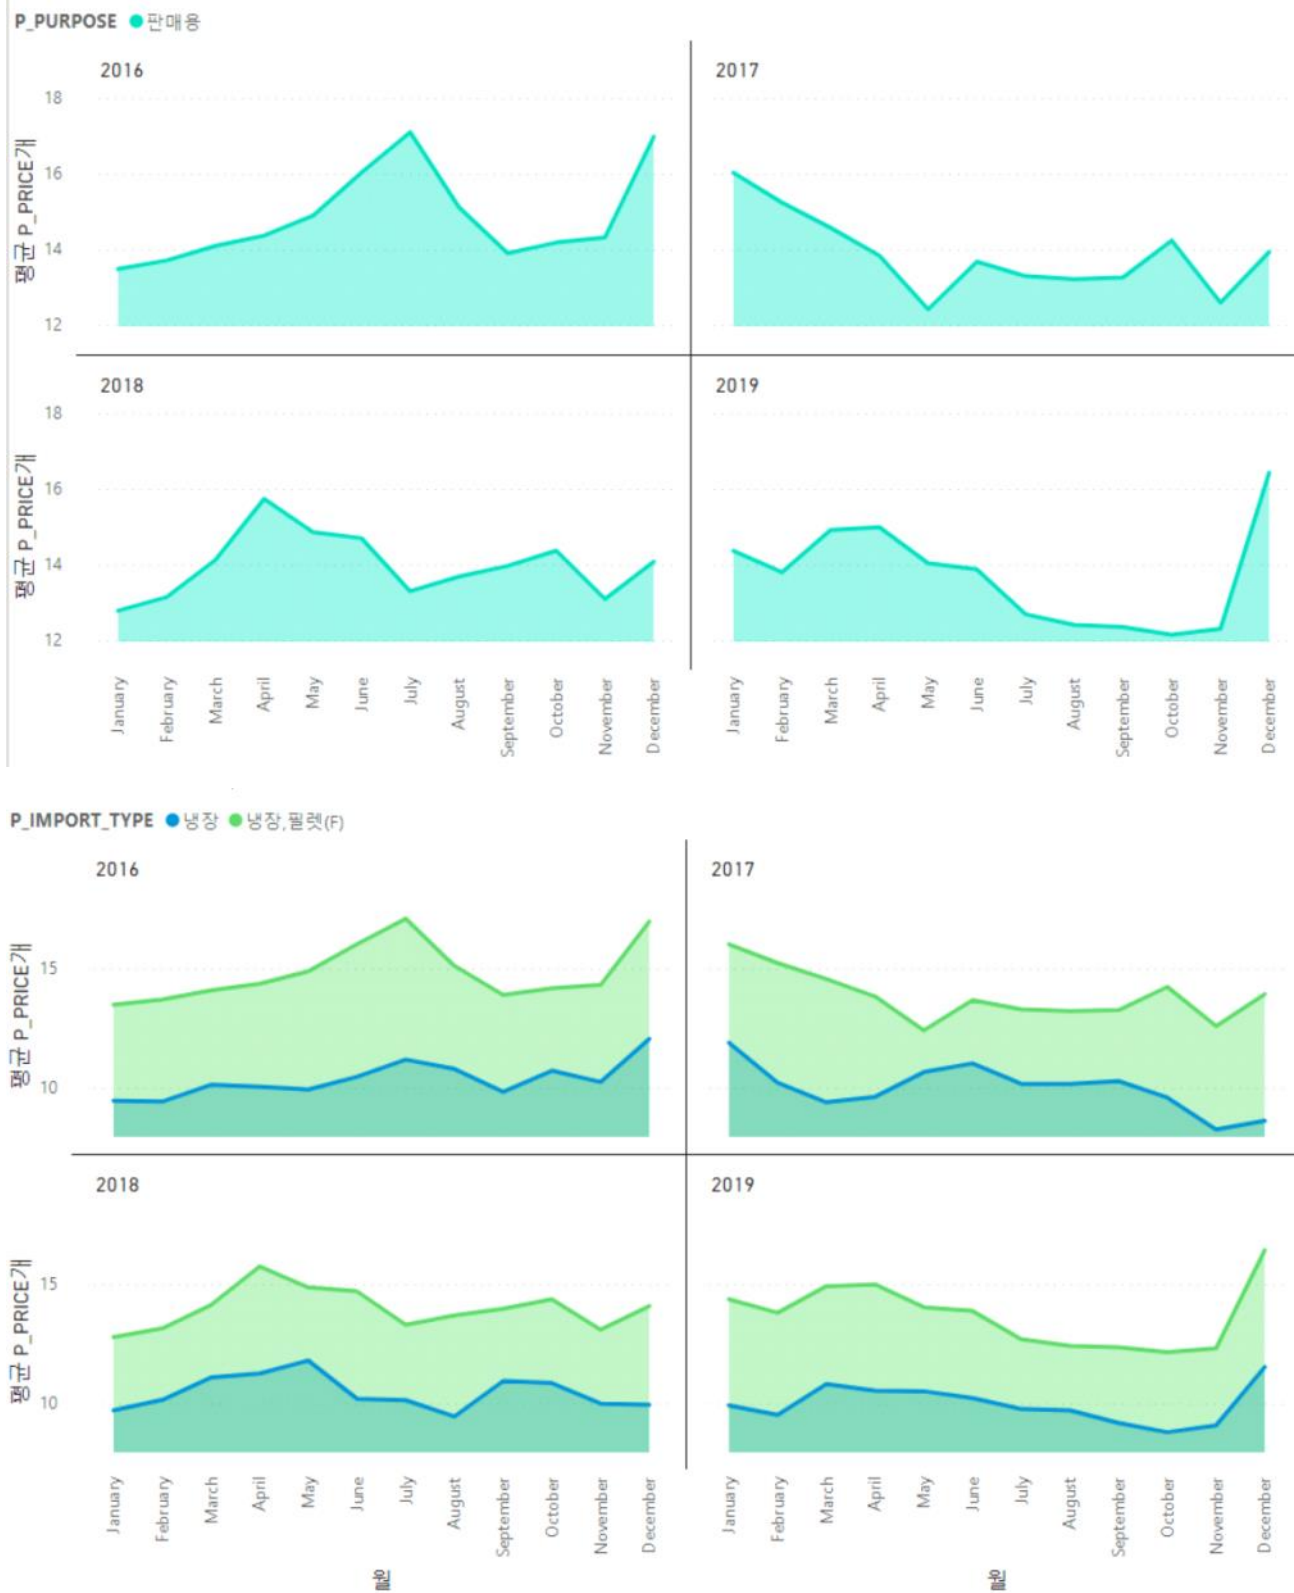 P_PURPOSE 판매용
2016
2017
평균 P_PRICE개
18
16
14
12
2018
2019
평균 P_PRICE개
18
16
14
12
January
February
March
April
May
June
July
August
September
October
November
December
January
February
March
April
May
June
July
August
September
October
November
December
P_IMPORT_TYPE 냉장 냉장,필렛(F)
2016
2017
평균 P_PRICE개
15
10
2018
2019
평균 P_PRICE개
15
10
January
February
March
April
May
June
July
August
September
October
November
December
January
February
March
April
May
June
July
August
September
October
November
December
월
월